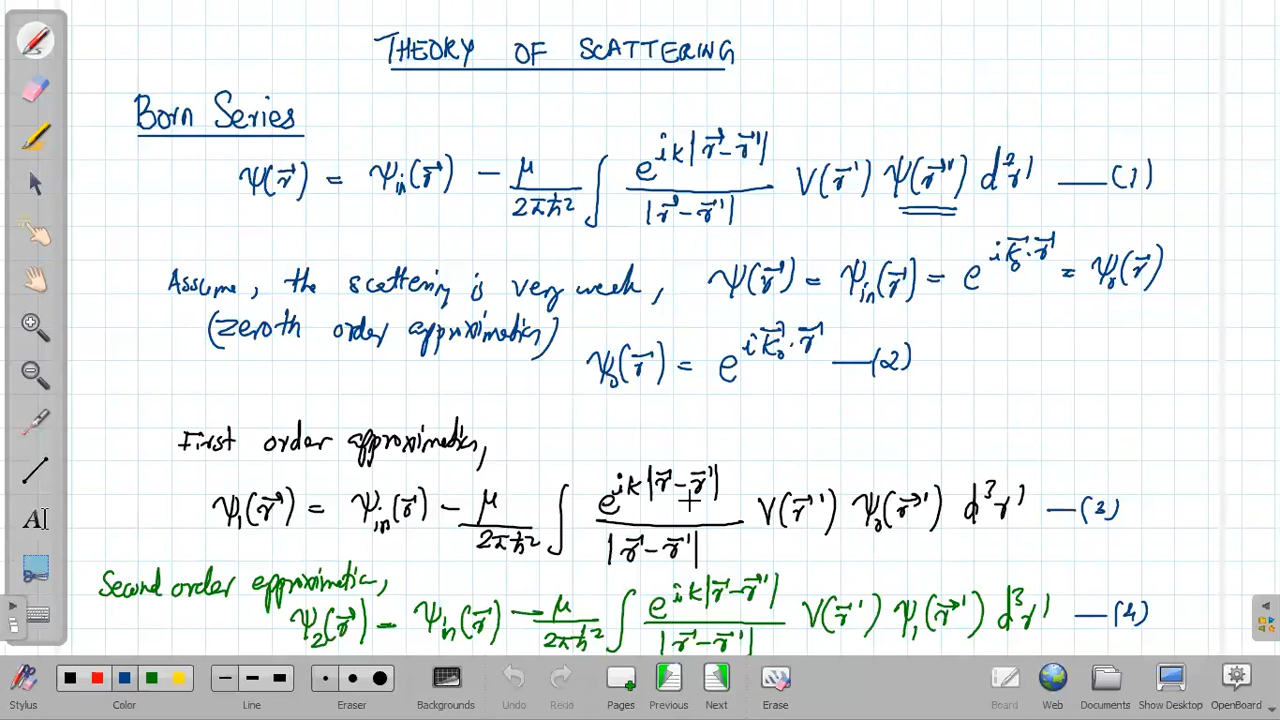 THEORY OF SCATTERING
Born Series
Ψ(r⃗) = Ψin(r⃗) − μ/2πħ² ∫ e^{ik|r⃗−r⃗'|}/|r⃗−r⃗'| V(r⃗') Ψ(r⃗') d³r' —(1)
Assume, the scattering is very weak, Ψ(r⃗) = Ψin(r⃗) = e^{ik⃗₀·r⃗} = Ψ₀(r⃗)
(zeroth order approximation)
Ψ₀(r⃗) = e^{ik⃗₀·r⃗} —(2)
First order approximation,
Ψ₁(r⃗) = Ψin(r⃗) − μ/2πħ² ∫ e^{ik|r⃗−r⃗'|}/|r⃗−r⃗'| V(r⃗') Ψ₀(r⃗') d³r' —(3)
Second order approximation,
Ψ₂(r⃗) = Ψin(r⃗) − μ/2πħ² ∫ e^{ik|r⃗−r⃗'|}/|r⃗−r⃗'| V(r⃗') Ψ₁(r⃗') d³r' —(4)
A
Stylus Color Line Eraser Backgrounds Undo Redo Pages Previous Next Erase Board Web Documents Show Desktop OpenBoard